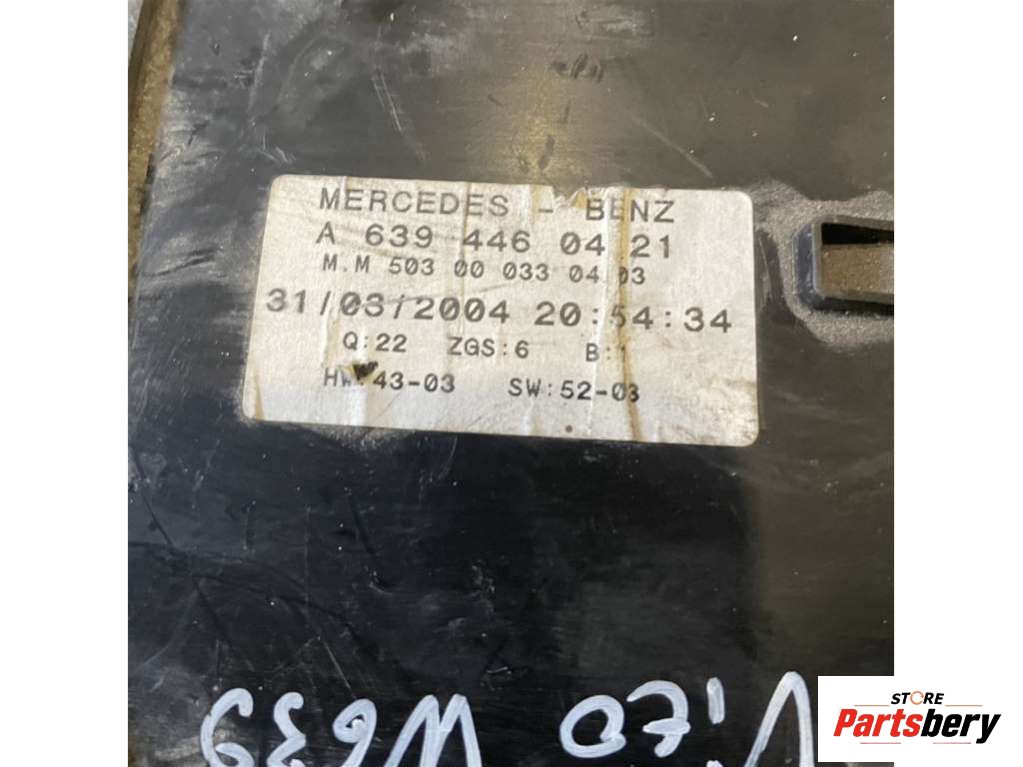 MERCEDES - BENZ
A 639 446 04 21
M.M 503 00 033 04 03
31/03/2004 20:54:34
Q:22 ZGS:6 B:
HW:43-03 SW:52-03
Vito W639
STORE
Partsbery